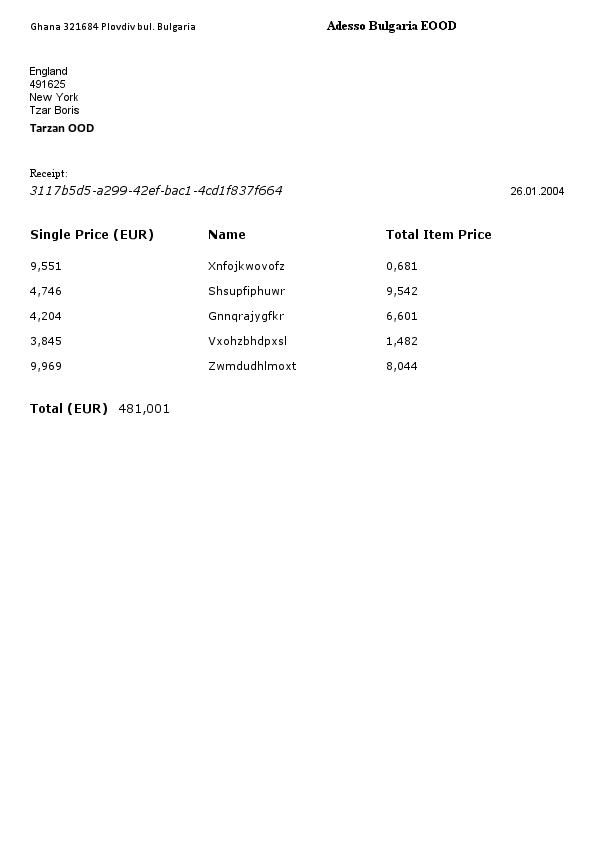 Ghana 321684 Plovdiv bul. Bulgaria
Adesso Bulgaria EOOD
England
491625
New York
Tzar Boris
Tarzan OOD
Receipt:
3117b5d5-a299-42ef-bac1-4cd1f837f664 26.01.2004
Single Price (EUR) Name Total Item Price
9,551 Xnfojkwovofz 0,681
4,746 Shsupfiphuwr 9,542
4,204 Gnnqrajygfkr 6,601
3,845 Vxohzbhdpxsl 1,482
9,969 Zwmdudhlmoxt 8,044
Total (EUR) 481,001